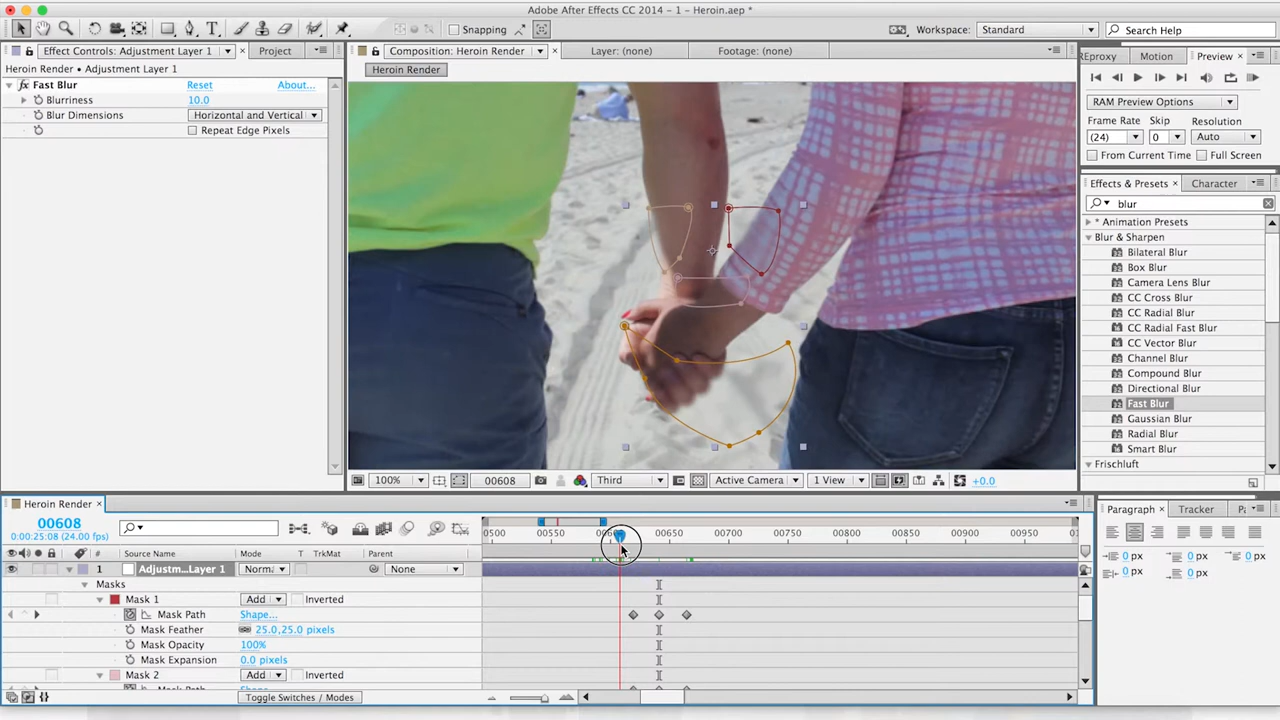 Adobe After Effects CC 2014 - 1 - Heroin.aep *
Snapping
Workspace: Standard
Search Help
Effect Controls: Adjustment Layer 1
Project
Composition: Heroin Render
Layer: (none)
Footage: (none)
REproxy
Motion
Preview
Heroin Render • Adjustment Layer 1
Heroin Render
fx Fast Blur
Reset
About...
Blurriness
10.0
Blur Dimensions
Horizontal and Vertical
Repeat Edge Pixels
RAM Preview Options
Frame Rate
Skip
Resolution
(24)
0
Auto
From Current Time
Full Screen
Effects & Presets
Character
blur
* Animation Presets
Blur & Sharpen
Bilateral Blur
Box Blur
Camera Lens Blur
CC Cross Blur
CC Radial Blur
CC Radial Fast Blur
CC Vector Blur
Channel Blur
Compound Blur
Directional Blur
Fast Blur
Gaussian Blur
Radial Blur
Smart Blur
Frischluft
100%
00608
Third
Active Camera
1 View
+0.0
Heroin Render
00608
0:00:25:08 (24.00 fps)
0500
00550
00650
00700
00750
00800
00850
00900
00950
Source Name
Mode
T
TrkMat
Parent
1
Adjustm...Layer 1
Norm
None
Masks
Mask 1
Add
Inverted
Mask Path
Shape...
Mask Feather
25.0,25.0 pixels
Mask Opacity
100%
Mask Expansion
0.0 pixels
Mask 2
Add
Inverted
Mask Path
Shape...
Toggle Switches / Modes
Paragraph
Tracker
0 px
0 px
0 px
0 px
0 px